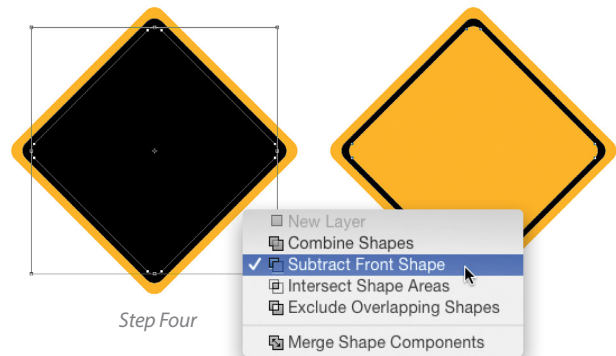 New Layer
Combine Shapes
Subtract Front Shape
Intersect Shape Areas
Exclude Overlapping Shapes
Merge Shape Components
Step Four